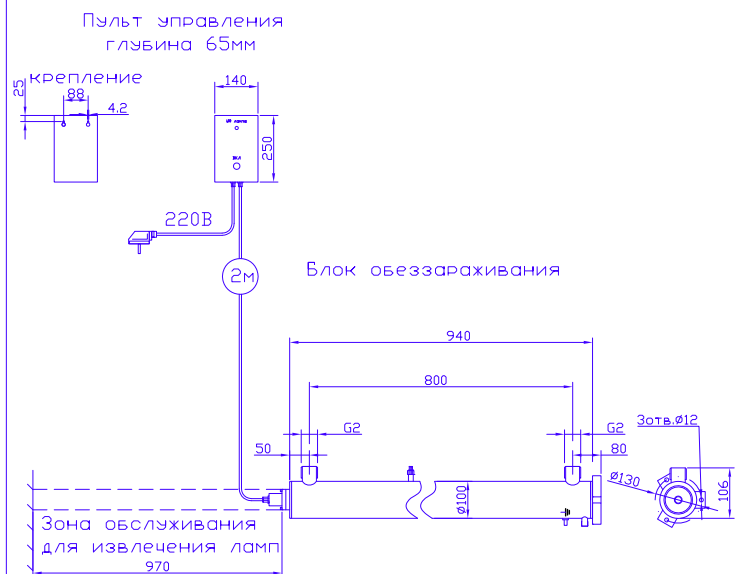 Пульт управления
глубина 65мм
крепление
25
88
4.2
140
250
ВКЛ
220В
2м
Блок обеззараживания
940
800
G2
G2
50
80
3отв.ø12
ø130
106
ø100
Зона обслуживания
для извлечения ламп
970